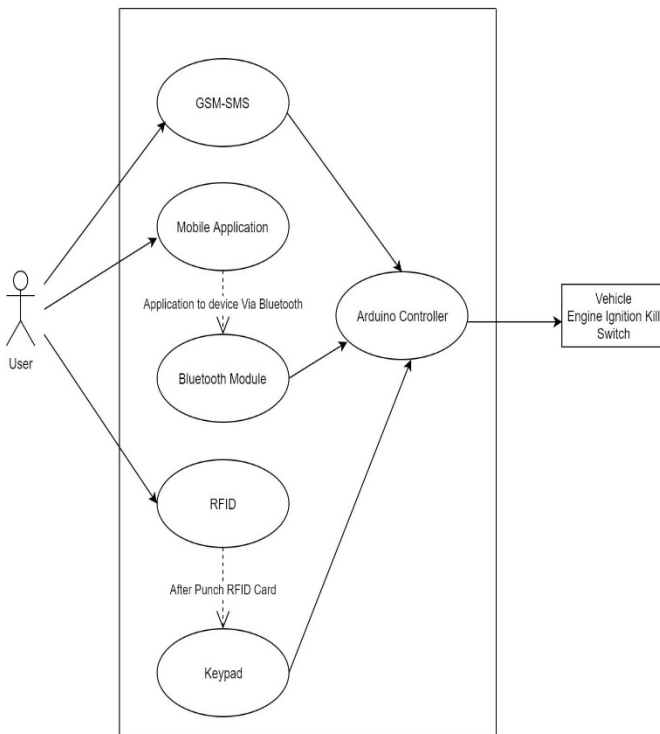 GSM-SMS
Mobile Application
Application to device Via Bluetooth
Bluetooth Module
Arduino Controller
Vehicle
Engine Ignition Kill
Switch
User
RFID
After Punch RFID Card
Keypad